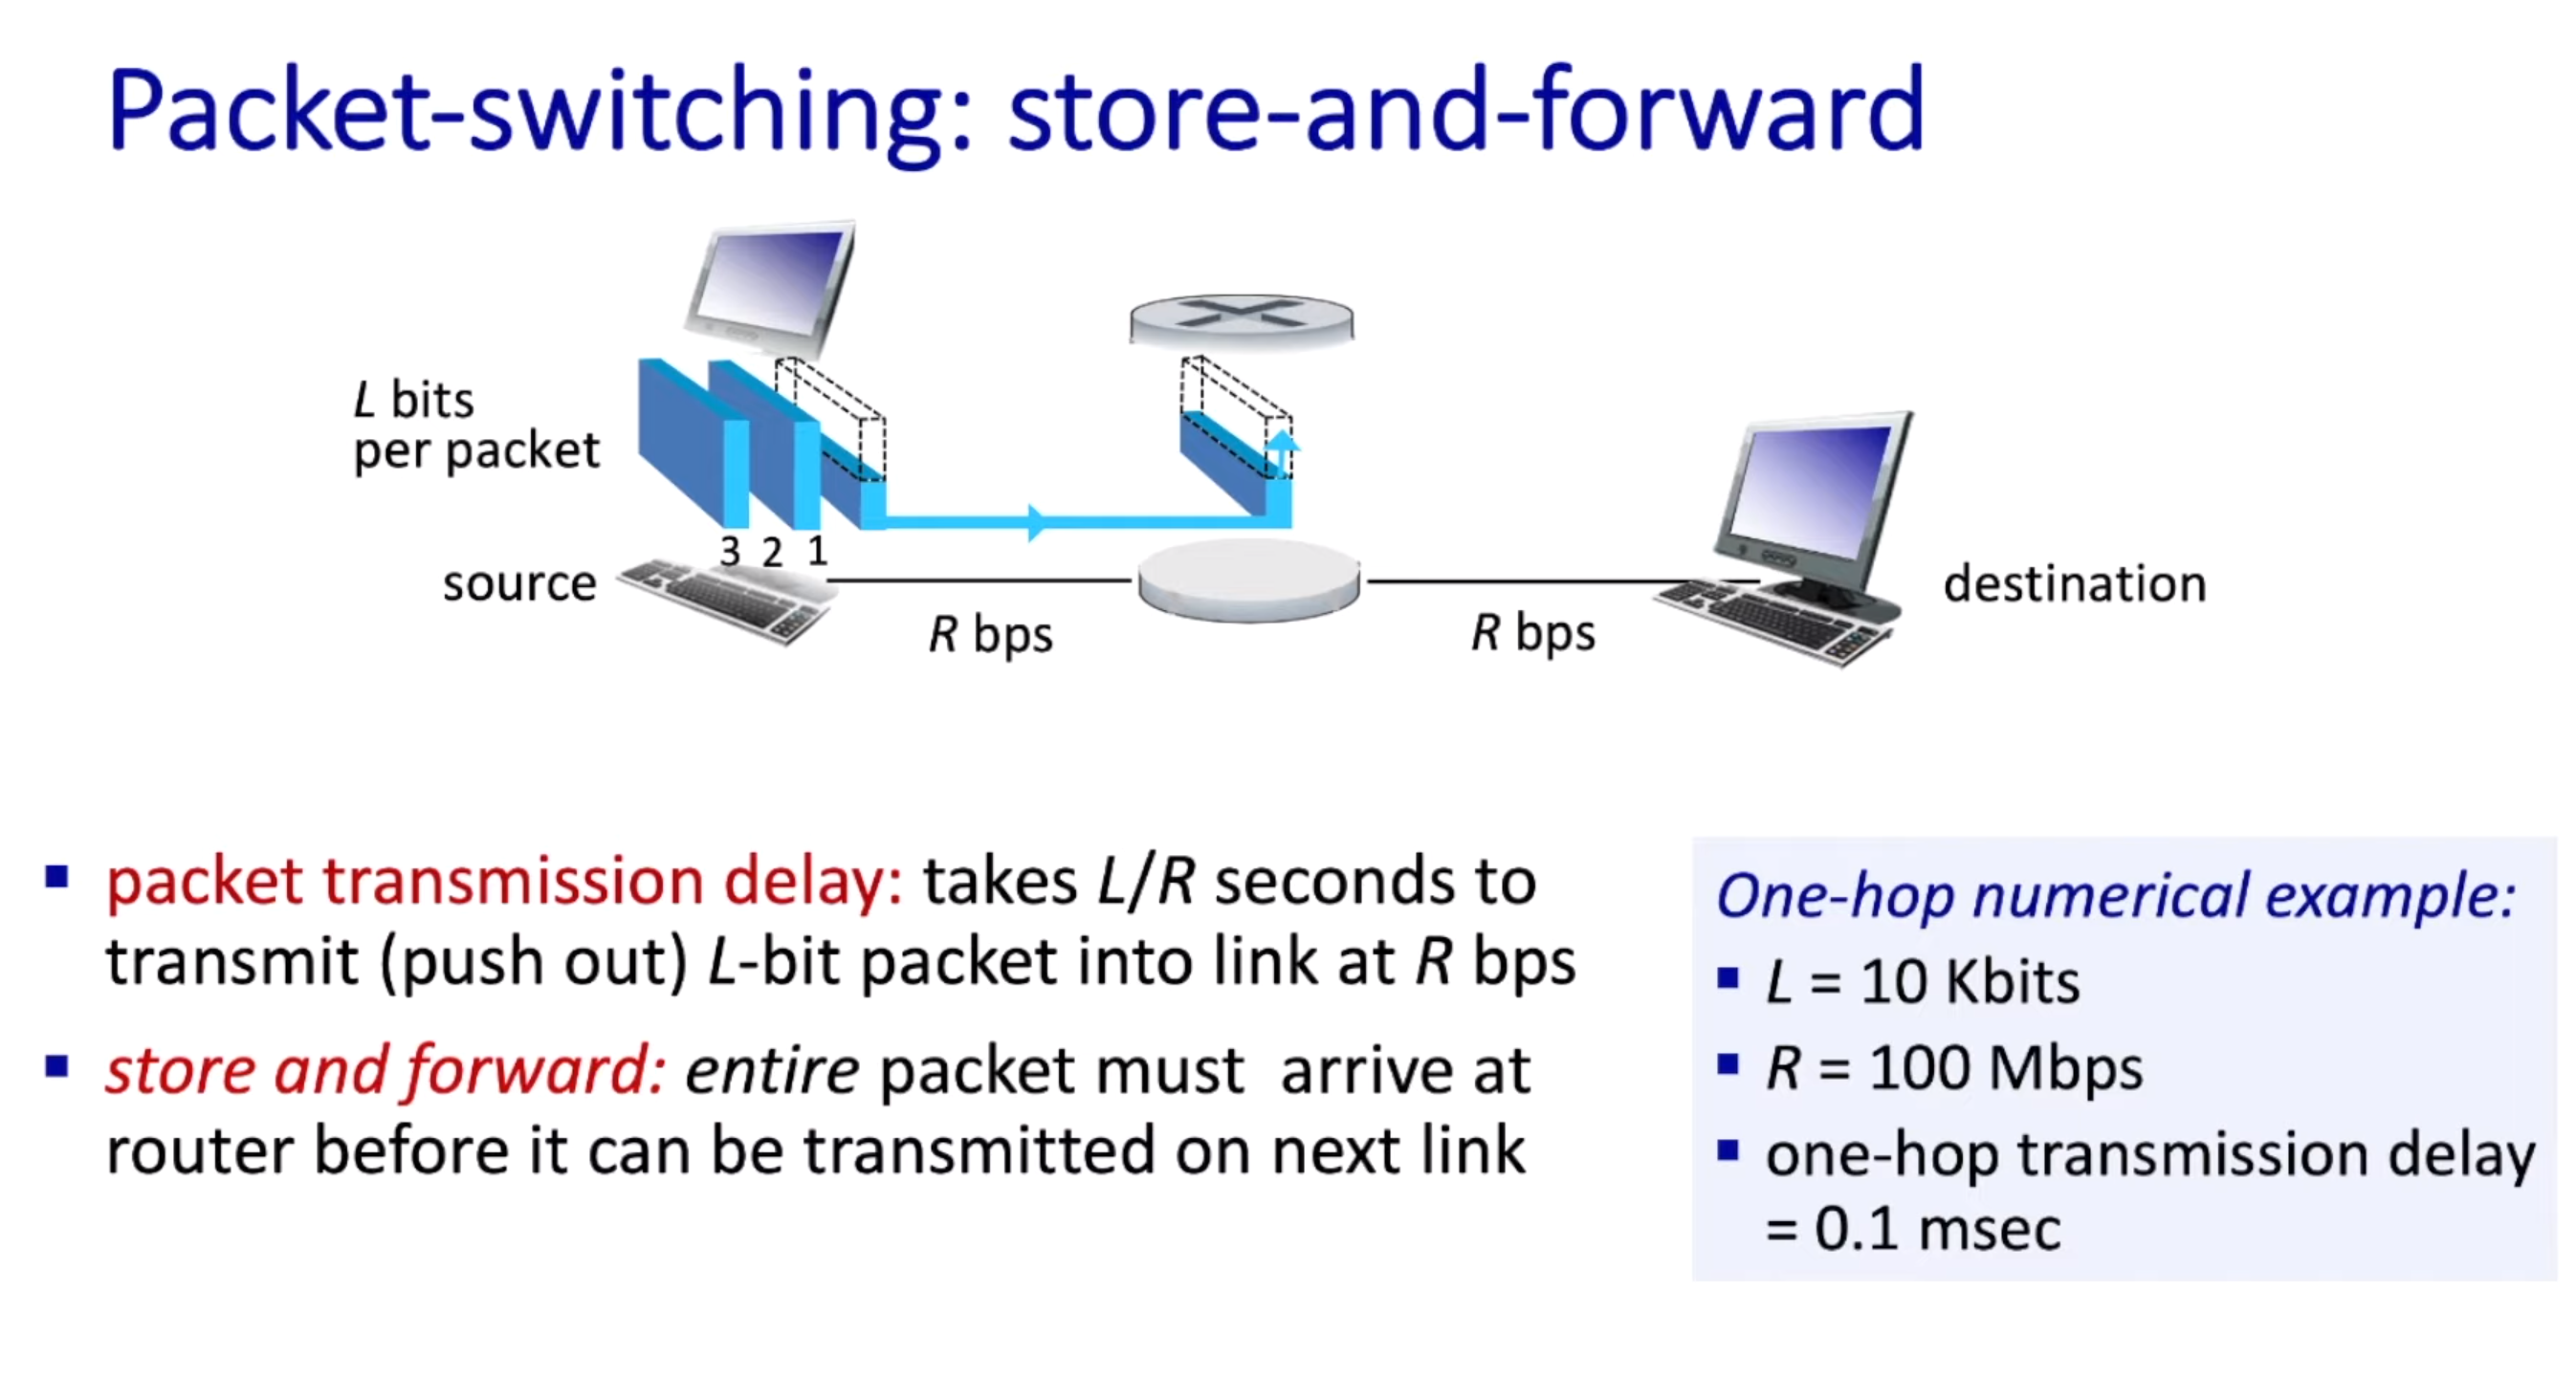 Packet-switching: store-and-forward
L bits
per packet
3 2 1
source
R bps
R bps
destination
▪ packet transmission delay: takes L/R seconds to
transmit (push out) L-bit packet into link at R bps
▪ store and forward: entire packet must arrive at
router before it can be transmitted on next link
One-hop numerical example:
▪ L = 10 Kbits
▪ R = 100 Mbps
▪ one-hop transmission delay
= 0.1 msec